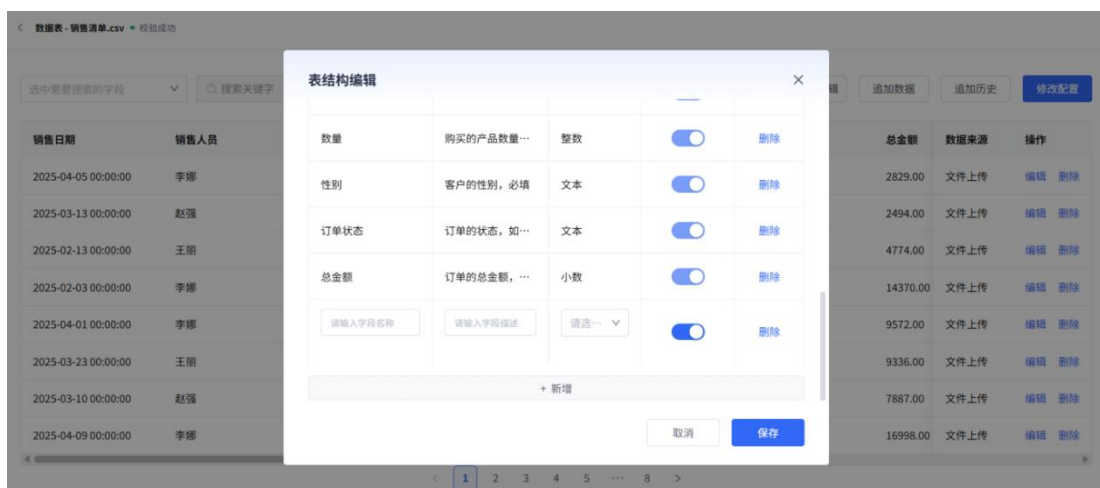 数据表 - 销售清单.csv 校验成功
选中需要搜索的字段 搜索关键字 辑 追加数据 追加历史 修改配置
表结构编辑
销售日期 销售人员 总金额 数据来源 操作
数量 购买的产品数量… 整数 删除
2025-04-05 00:00:00 李娜 2829.00 文件上传 编辑 删除
性别 客户的性别,必填 文本 删除
2025-03-13 00:00:00 赵强 2494.00 文件上传 编辑 删除
订单状态 订单的状态,如… 文本 删除
2025-02-13 00:00:00 王丽 4774.00 文件上传 编辑 删除
总金额 订单的总金额,… 小数 删除
2025-02-03 00:00:00 李娜 14370.00 文件上传 编辑 删除
请输入字段名称 请输入字段描述 请选… 删除
2025-04-01 00:00:00 李娜 9572.00 文件上传 编辑 删除
2025-03-23 00:00:00 王丽 9336.00 文件上传 编辑 删除
+ 新增
2025-03-10 00:00:00 赵强 7887.00 文件上传 编辑 删除
取消 保存
2025-04-09 00:00:00 李娜 16998.00 文件上传 编辑 删除
< 1 2 3 4 5 ··· 8 >